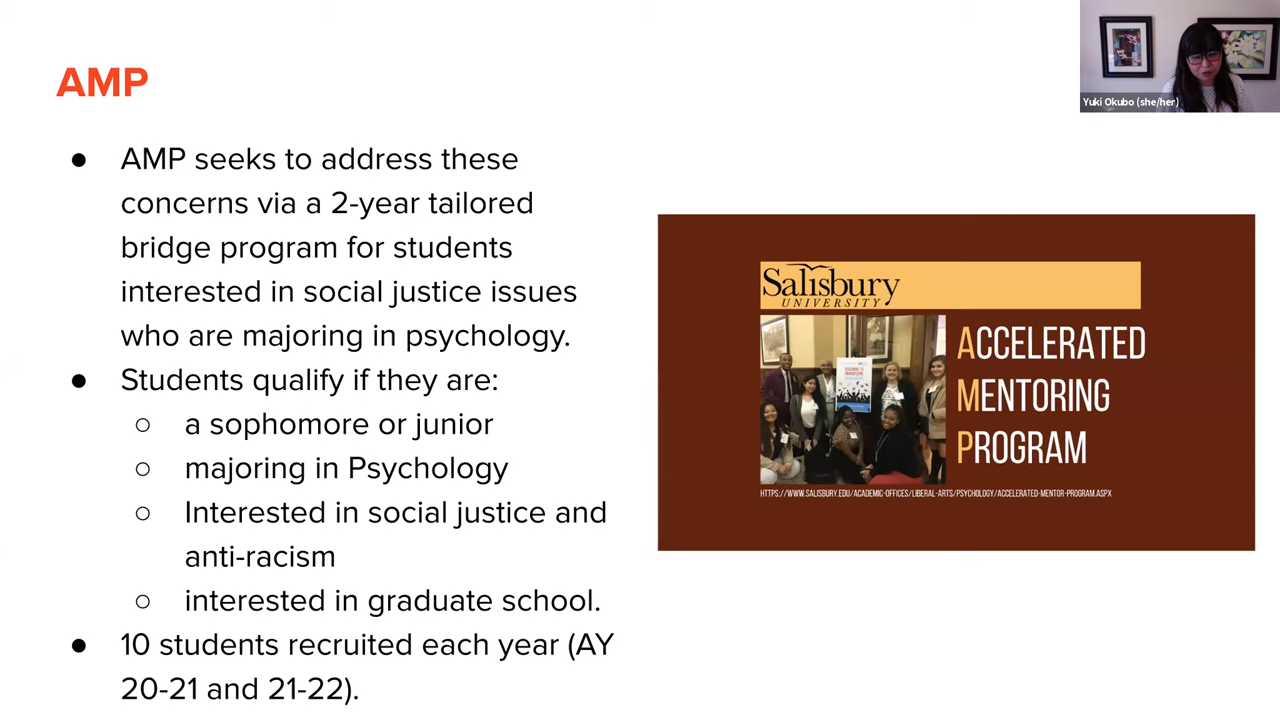 AMP
● AMP seeks to address these
concerns via a 2-year tailored
bridge program for students
interested in social justice issues
who are majoring in psychology.
● Students qualify if they are:
○ a sophomore or junior
○ majoring in Psychology
○ Interested in social justice and
anti-racism
○ interested in graduate school.
● 10 students recruited each year (AY
20-21 and 21-22).
Yuki Okubo (she/her)
Salisbury
UNIVERSITY
ACCELERATED
MENTORING
PROGRAM
HTTPS://WWW.SALISBURY.EDU/ACADEMIC-OFFICES/LIBERAL-ARTS/PSYCHOLOGY/ACCELERATED-MENTOR-PROGRAM.ASPX